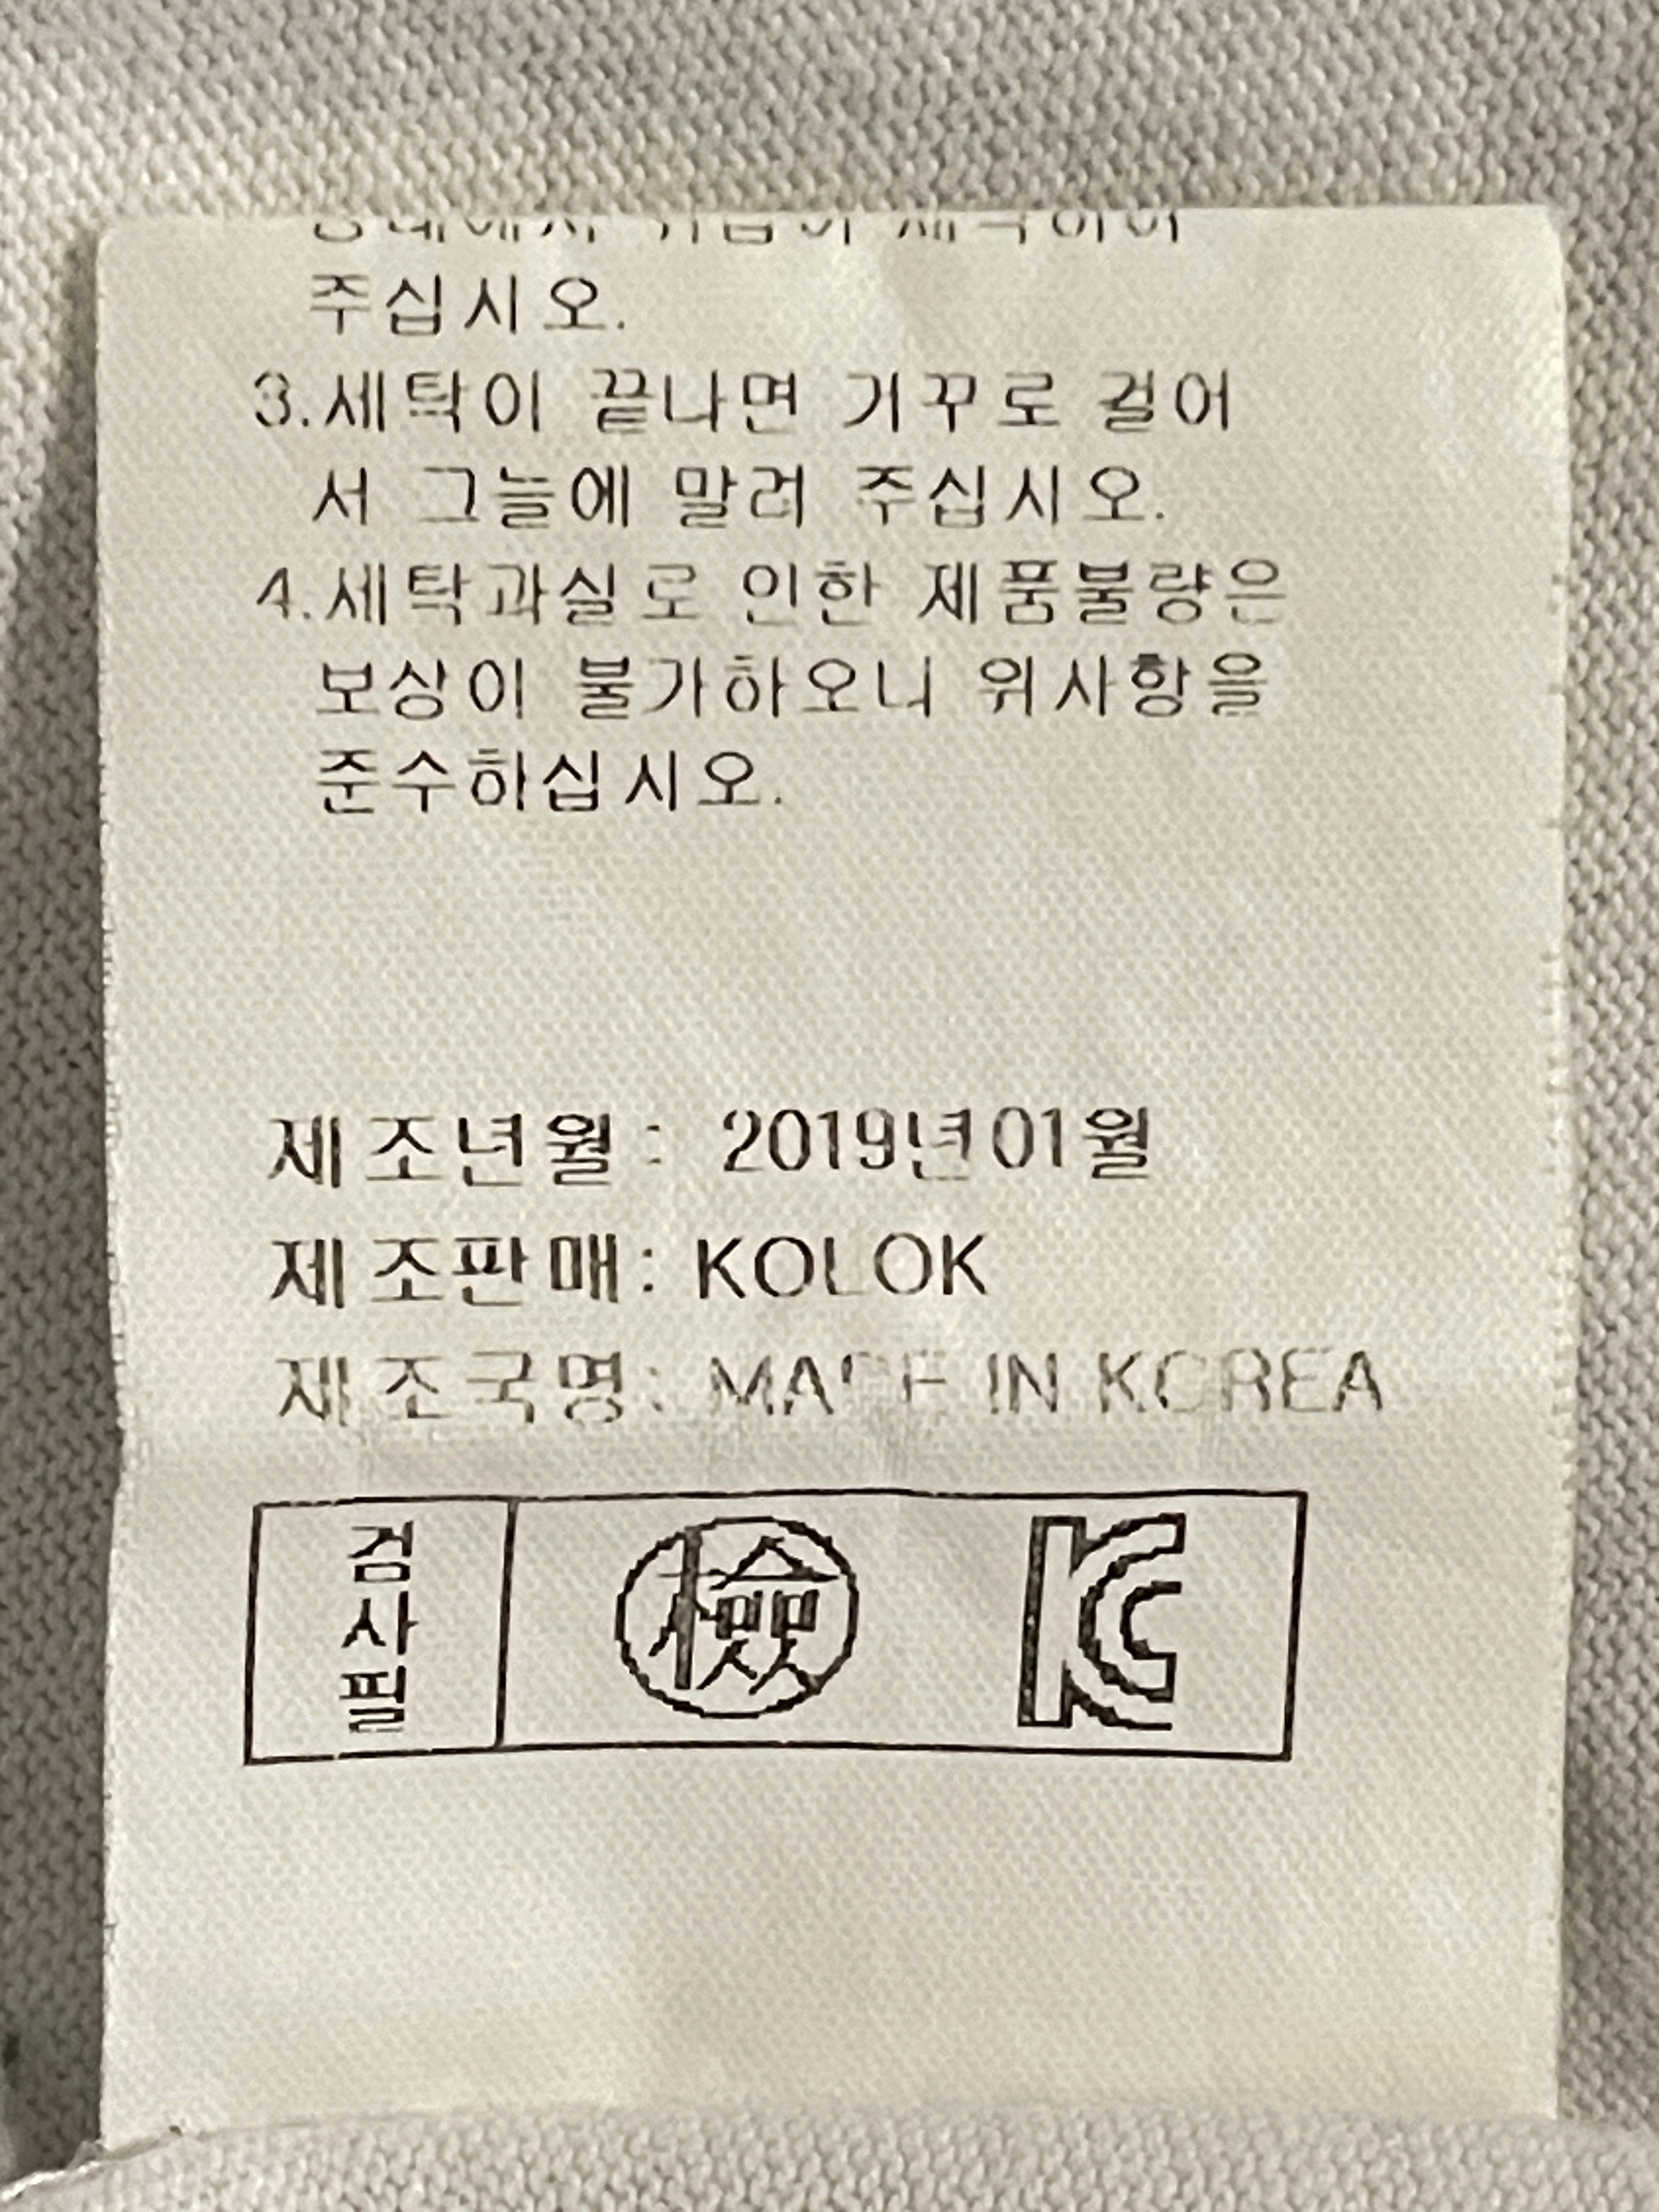 주십시오.
3.세탁이 끝나면 거꾸로 걸어
서 그늘에 말려 주십시오.
4.세탁과실로 인한 제품불량은
보상이 불가하오니 위사항을
준수하십시오.
제조년월: 2019년01월
제조판매: KOLOK
제조국명: MADE IN KOREA
검사필
檢
KC